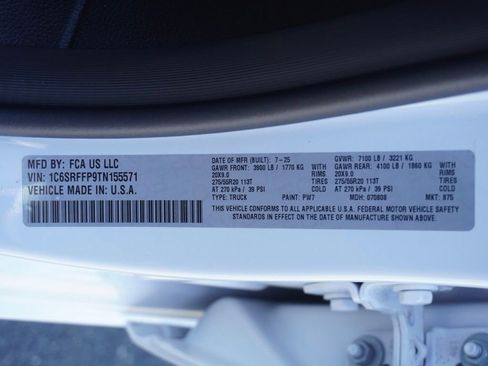 MFD BY: FCA US LLC
VIN: 1C6SRFFP9TN155571
VEHICLE MADE IN U.S.A.
DATE OF MFR (BUILT): 7-25 GVWR: 7100 LB / 3221 KG
GAWR FRONT: 3900 LB / 1770 KG GAWR REAR: 4100 LB / 1860 KG
20X9.0 RIMS 20X9.0 RIMS
275/55R20 113T TIRES 275/55R20 113T TIRES
AT 270 kPa / 39 PSI AT 270 kPa / 39 PSI
TYPE: TRUCK PAINT: PW7 MDH: 070808 MKT: 875
THIS VEHICLE CONFORMS TO ALL APPLICABLE U.S.A. FEDERAL MOTOR VEHICLE SAFETY
STANDARDS IN EFFECT ON THE DATE OF MANUFACTURE SHOWN ABOVE.